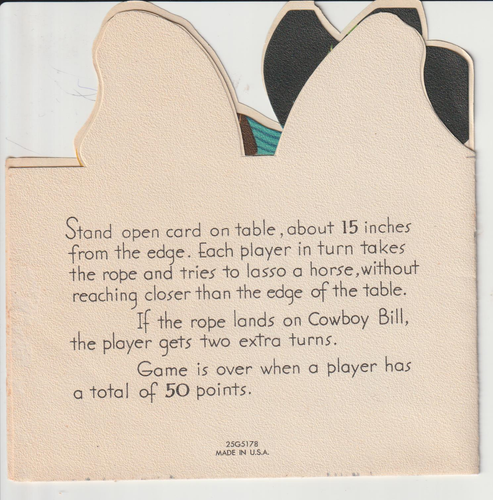 Stand open card on table, about 15 inches
from the edge. Each player in turn takes
the rope and tries to lasso a horse, without
reaching closer than the edge of the table.
If the rope lands on Cowboy Bill,
the player gets two extra turns.
Game is over when a player has
a total of 50 points.
25G5178
MADE IN U.S.A.